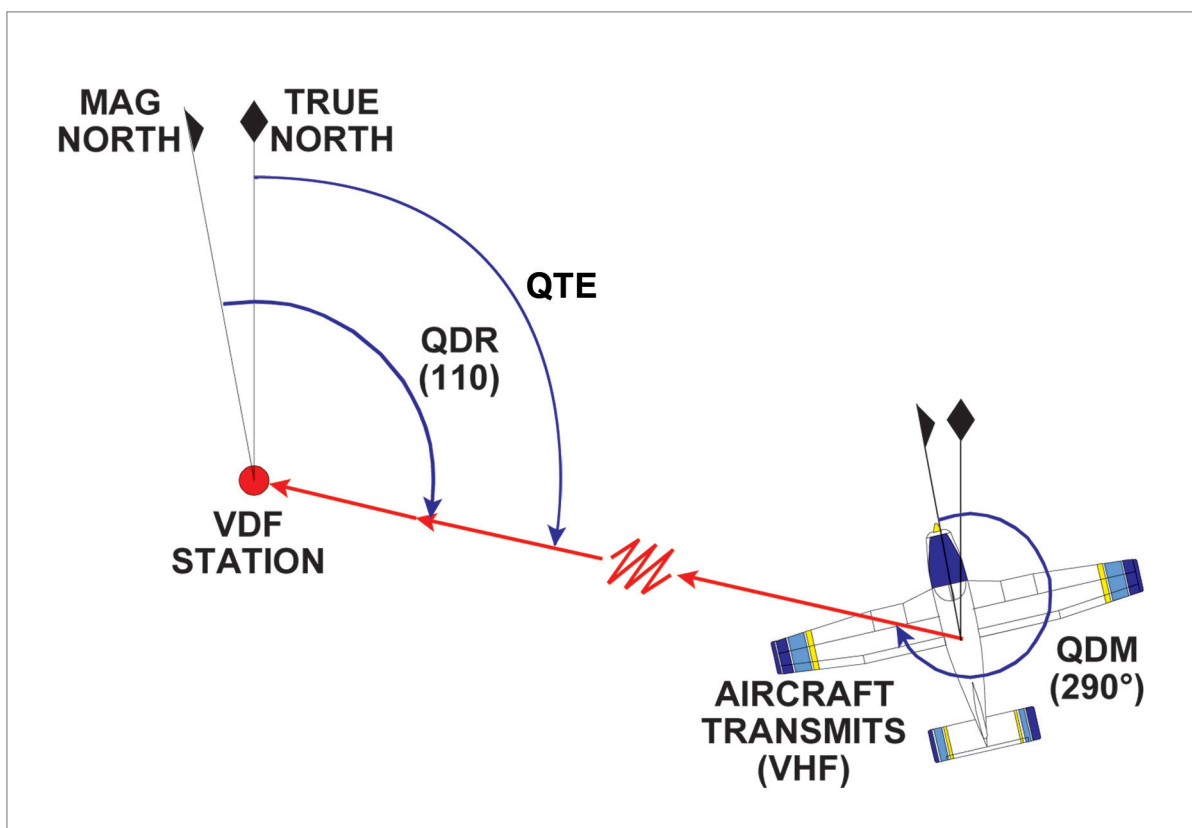 MAG
NORTH
TRUE
NORTH
QTE
QDR
(110)
VDF
STATION
QDM
(290°)
AIRCRAFT
TRANSMITS
(VHF)